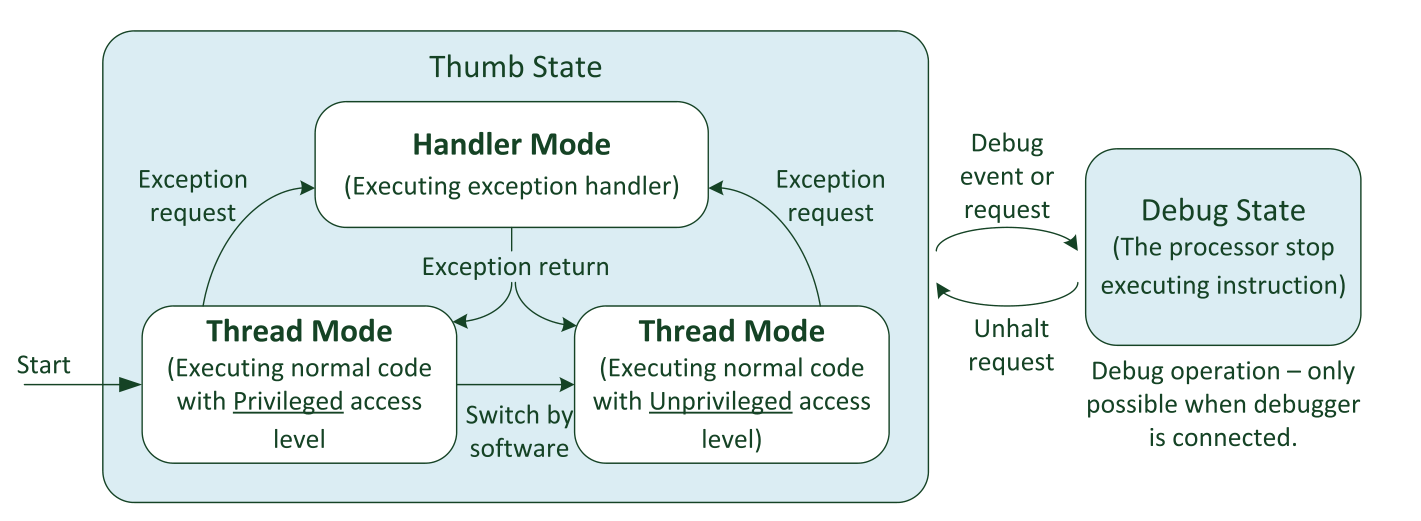 Thumb State
Handler Mode
(Executing exception handler)
Exception
request
Exception
request
Exception return
Start
Thread Mode
(Executing normal code
with Privileged access
level
Switch by
software
Thread Mode
(Executing normal code
with Unprivileged access
level)
Debug
event or
request
Unhalt
request
Debug State
(The processor stop
executing instruction)
Debug operation – only
possible when debugger
is connected.